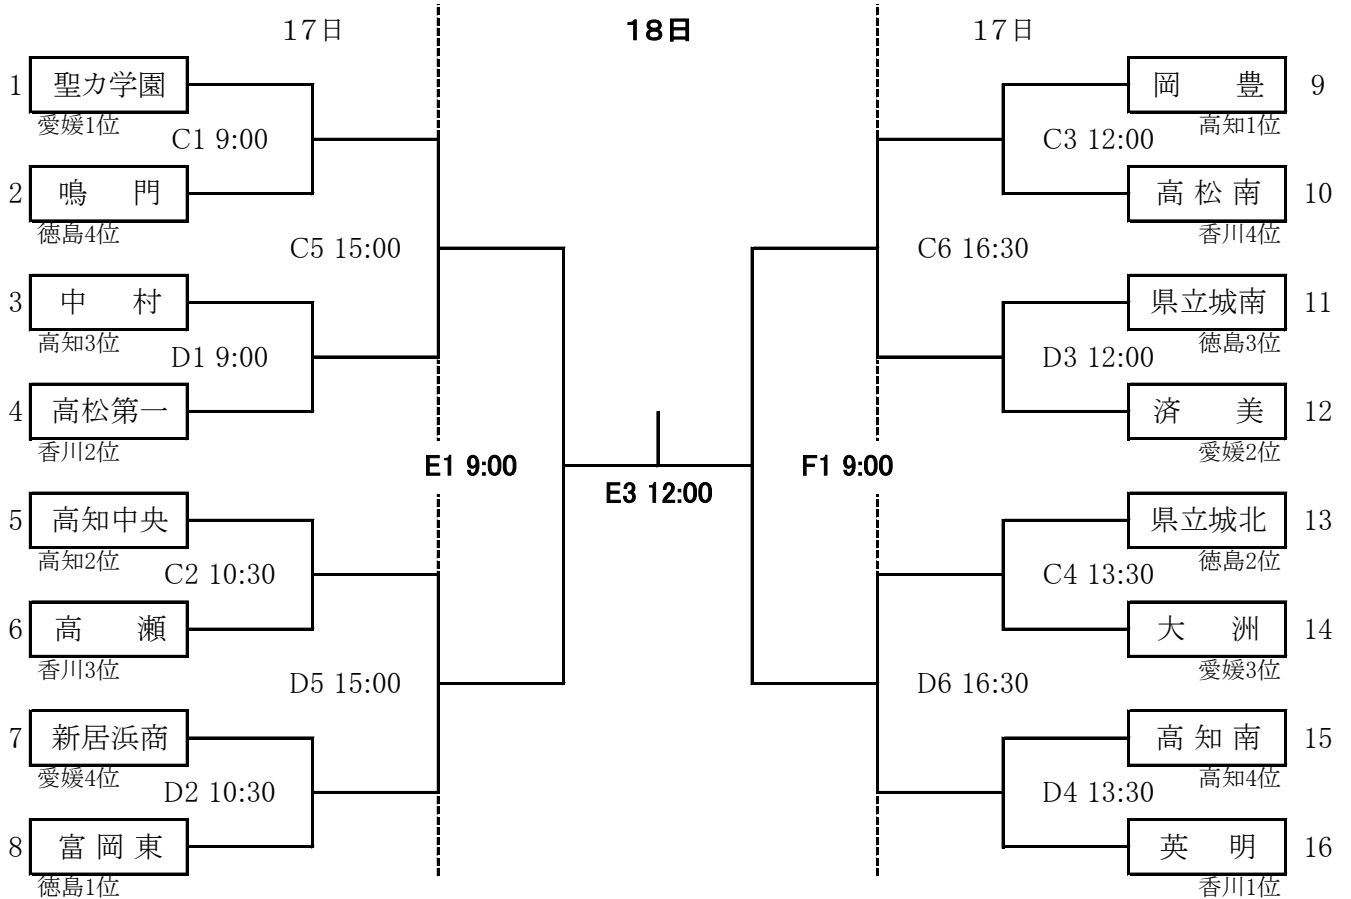 17日
18日
17日
1 聖カ学園
愛媛1位
C1 9:00
2 鳴 門
徳島4位
C5 15:00
3 中 村
高知3位
D1 9:00
4 高松第一
香川2位
E1 9:00
5 高知中央
高知2位
C2 10:30
6 高 瀬
香川3位
D5 15:00
7 新居浜商
愛媛4位
D2 10:30
8 富岡東
徳島1位
E3 12:00
岡 豊 9
高知1位
C3 12:00
高松南 10
香川4位
C6 16:30
県立城南 11
徳島3位
D3 12:00
済 美 12
愛媛2位
F1 9:00
県立城北 13
徳島2位
C4 13:30
大 洲 14
愛媛3位
D6 16:30
高知南 15
高知4位
D4 13:30
英 明 16
香川1位